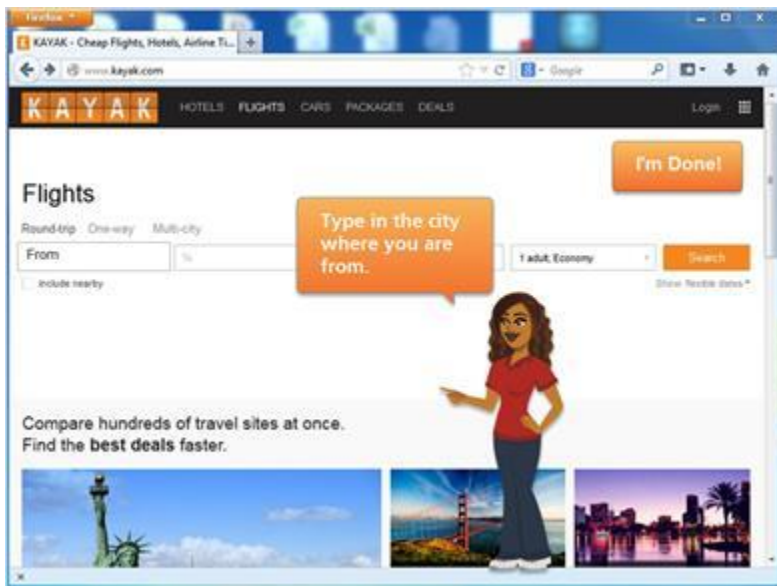 Firefox
KAYAK - Cheap Flights, Hotels, Airline Ti...
www.kayak.com
Google
KAYAK HOTELS FLIGHTS CARS PACKAGES DEALS Login
I'm Done!
Flights
Round-trip One-way Multi-city
Type in the city
where you are
from.
From
To
1 adult, Economy
Search
Include nearby
Show flexible dates
Compare hundreds of travel sites at once.
Find the best deals faster.